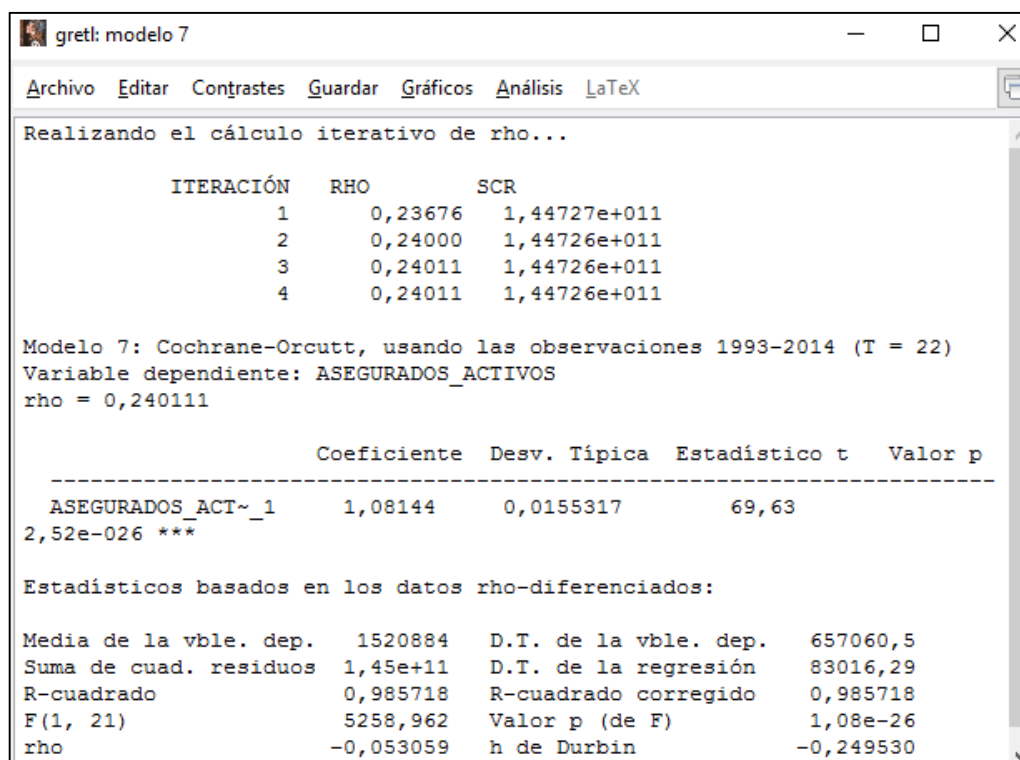 gretl: modelo 7
Archivo Editar Contrastes Guardar Gráficos Análisis LaTeX
Realizando el cálculo iterativo de rho...
ITERACIÓN RHO SCR
1 0,23676 1,44727e+011
2 0,24000 1,44726e+011
3 0,24011 1,44726e+011
4 0,24011 1,44726e+011
Modelo 7: Cochrane-Orcutt, usando las observaciones 1993-2014 (T = 22)
Variable dependiente: ASEGURADOS_ACTIVOS
rho = 0,240111
Coeficiente Desv. Típica Estadístico t Valor p
ASEGURADOS_ACT~_1 1,08144 0,0155317 69,63
2,52e-026 ***
Estadísticos basados en los datos rho-diferenciados:
Media de la vble. dep. 1520884 D.T. de la vble. dep. 657060,5
Suma de cuad. residuos 1,45e+11 D.T. de la regresión 83016,29
R-cuadrado 0,985718 R-cuadrado corregido 0,985718
F(1, 21) 5258,962 Valor p (de F) 1,08e-26
rho -0,053059 h de Durbin -0,249530